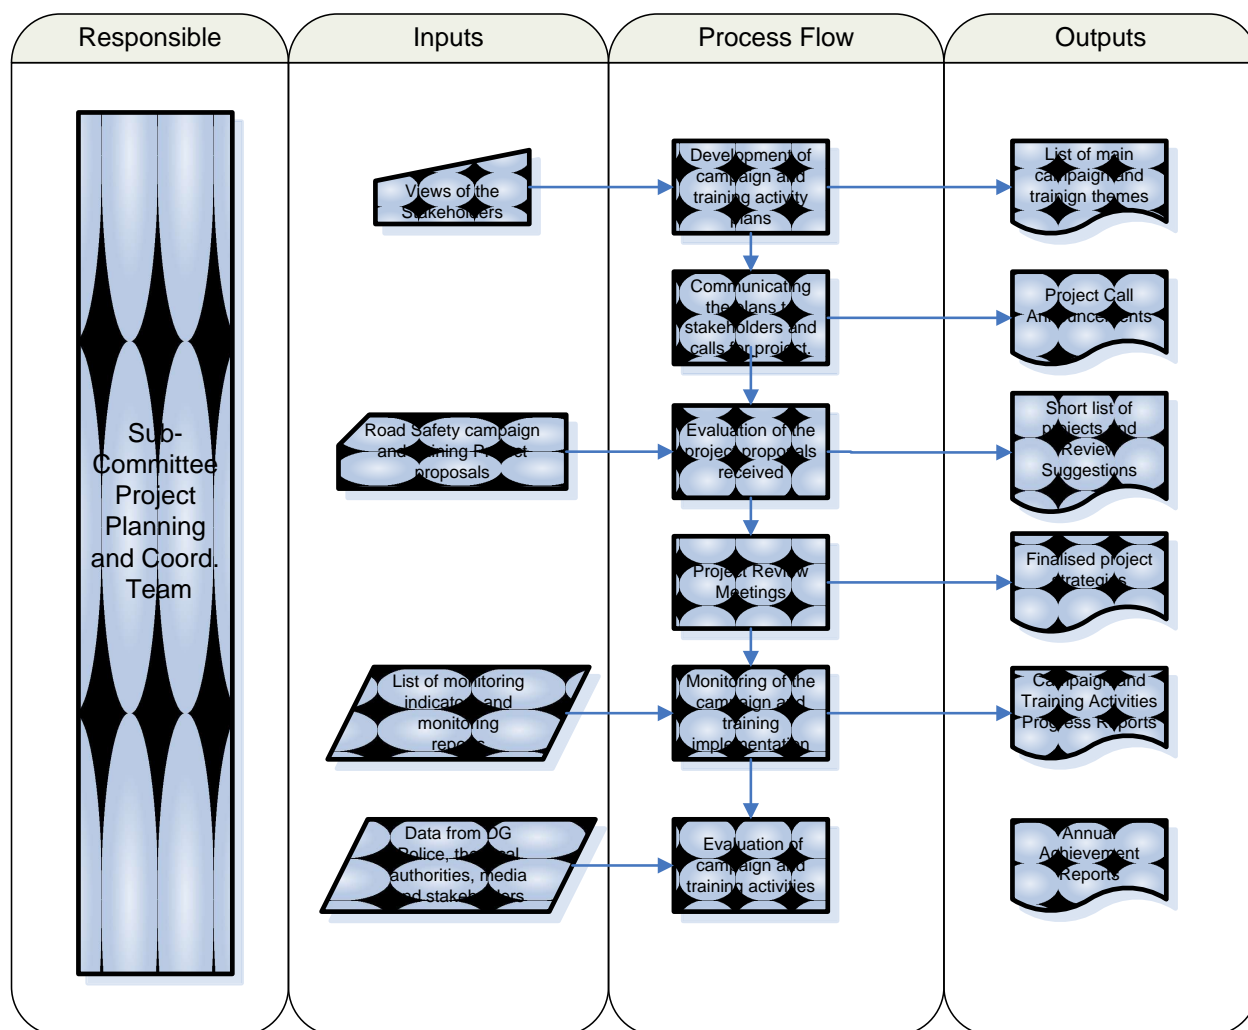 Responsible
Inputs
Process Flow
Outputs
Sub-
Committee
Project
Planning
and Coord.
Team
Views of the
Stakeholders
Development of
campaign and
training activity
plans
List of main
campaign and
trainign themes
Communicating
the plans to
stakeholders and
calls for project.
Project Call
Announcements
Road Safety campaign
and training Project
proposals
Evaluation of the
project proposals
received
Short list of
projects and
Review
Suggestions
Project Review
Meetings
Finalised project
strategies
List of monitoring
indicators and
monitoring
reports
Monitoring of the
campaign and
training
implementation
Campaign and
Training Activities
Progress Reports
Data from DG
Police, the local
authorities, media
and stakeholders
Evaluation of
campaign and
training activities
Annual
Achievement
Reports